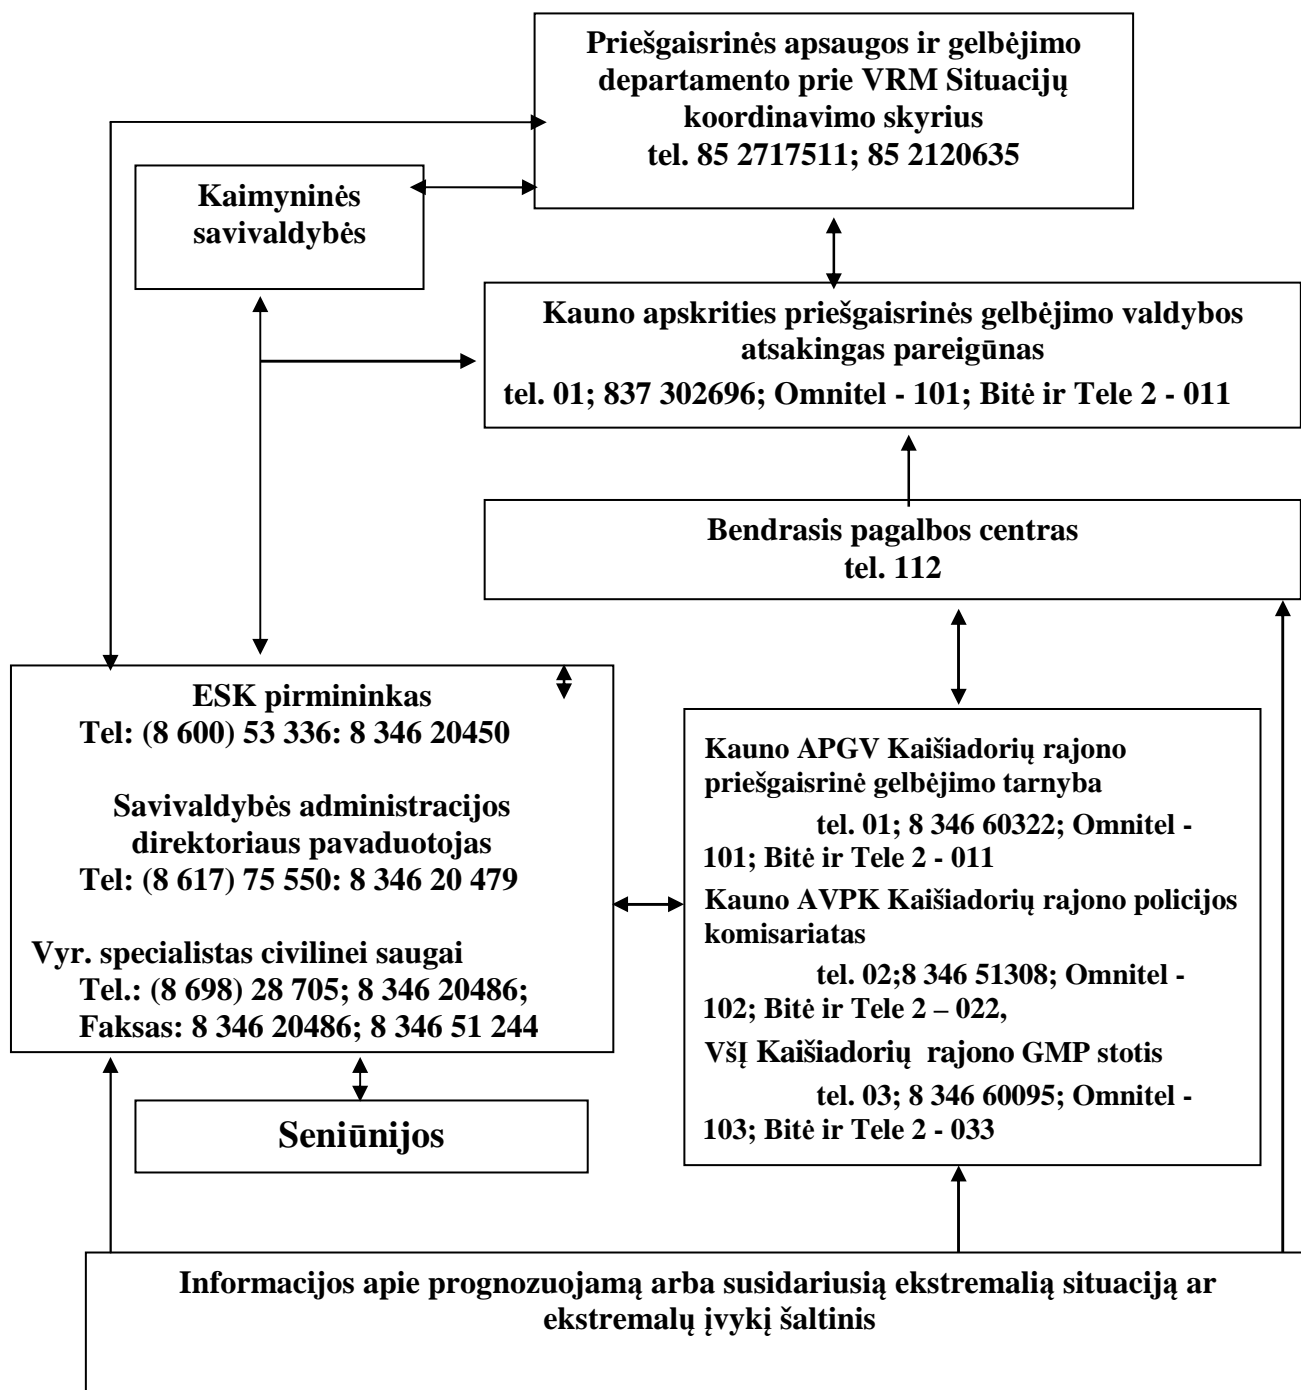 Priešgaisrinės apsaugos ir gelbėjimo
departamento prie VRM Situacijų
koordinavimo skyrius
tel. 85 2717511; 85 2120635
Kaimyninės
savivaldybės
Kauno apskrities priešgaisrinės gelbėjimo valdybos
atsakingas pareigūnas
tel. 01; 837 302696; Omnitel - 101; Bitė ir Tele 2 - 011
Bendrasis pagalbos centras
tel. 112
ESK pirmininkas
Tel: (8 600) 53 336: 8 346 20450
Savivaldybės administracijos
direktoriaus pavaduotojas
Tel: (8 617) 75 550: 8 346 20 479
Vyr. specialistas civilinei saugai
Tel.: (8 698) 28 705; 8 346 20486;
Faksas: 8 346 20486; 8 346 51 244
Kauno APGV Kaišiadorių rajono
priešgaisrinė gelbėjimo tarnyba
tel. 01; 8 346 60322; Omnitel -
101; Bitė ir Tele 2 - 011
Kauno AVPK Kaišiadorių rajono policijos
komisariatas
tel. 02;8 346 51308; Omnitel -
102; Bitė ir Tele 2 – 022,
VšĮ Kaišiadorių rajono GMP stotis
tel. 03; 8 346 60095; Omnitel -
103; Bitė ir Tele 2 - 033
Seniūnijos
Informacijos apie prognozuojamą arba susidariusią ekstremalią situaciją ar
ekstremalų įvykį šaltinis